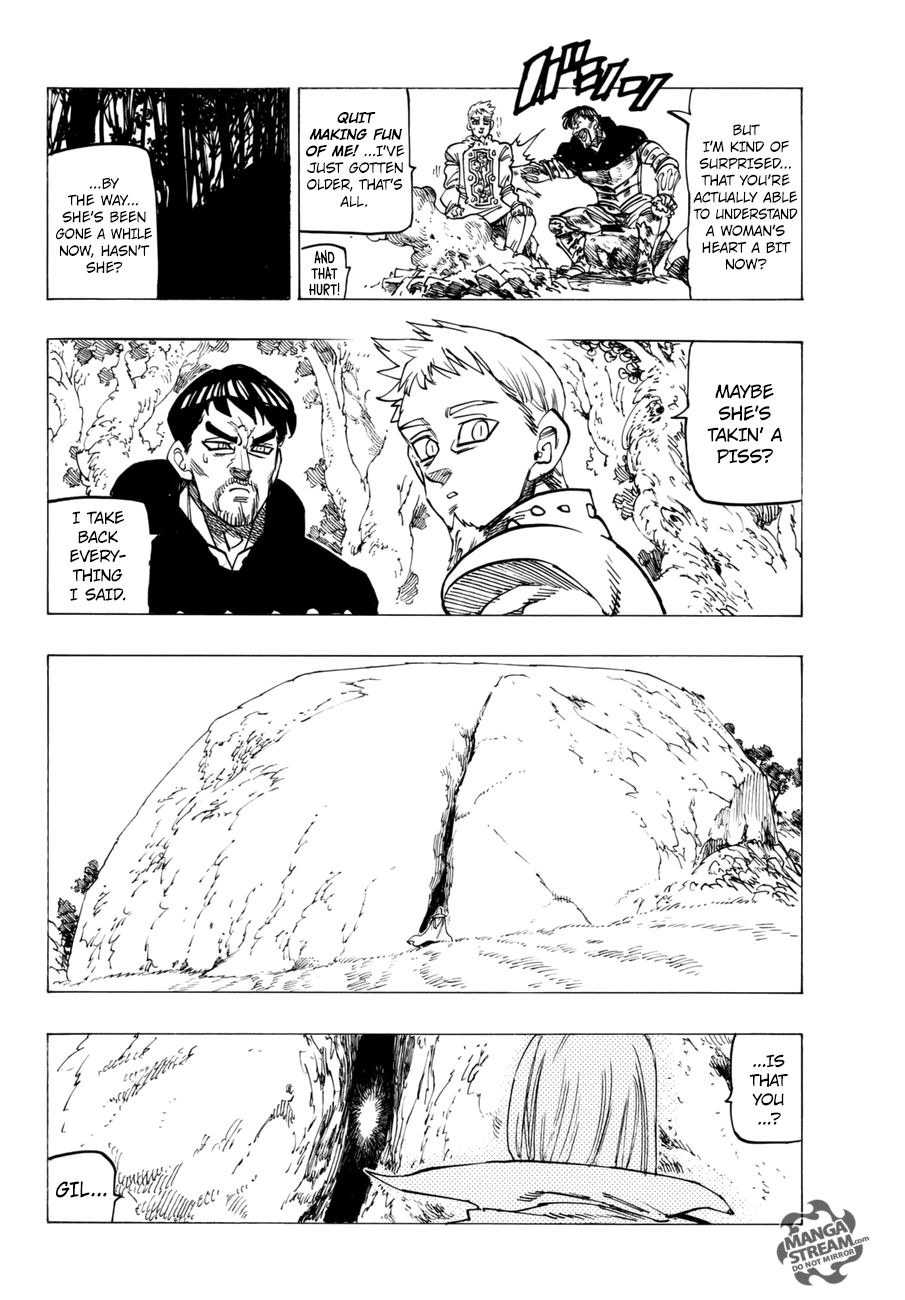 BUT
I'M KIND OF
SURPRISED...
THAT YOU'RE
ACTUALLY ABLE
TO UNDERSTAND
A WOMAN'S
HEART A BIT
NOW?
QUIT
MAKING FUN
OF ME! ...I'VE
JUST GOTTEN
OLDER, THAT'S
ALL.
AND
THAT
HURT!
...BY
THE WAY...
SHE'S BEEN
GONE A WHILE
NOW, HASN'T
SHE?
MAYBE
SHE'S
TAKIN' A
PISS?
I TAKE
BACK
EVERY-
THING
I SAID.
...IS
THAT
YOU
...?
GIL...
MANGA
STREAM.com
DO NOT MIRROR